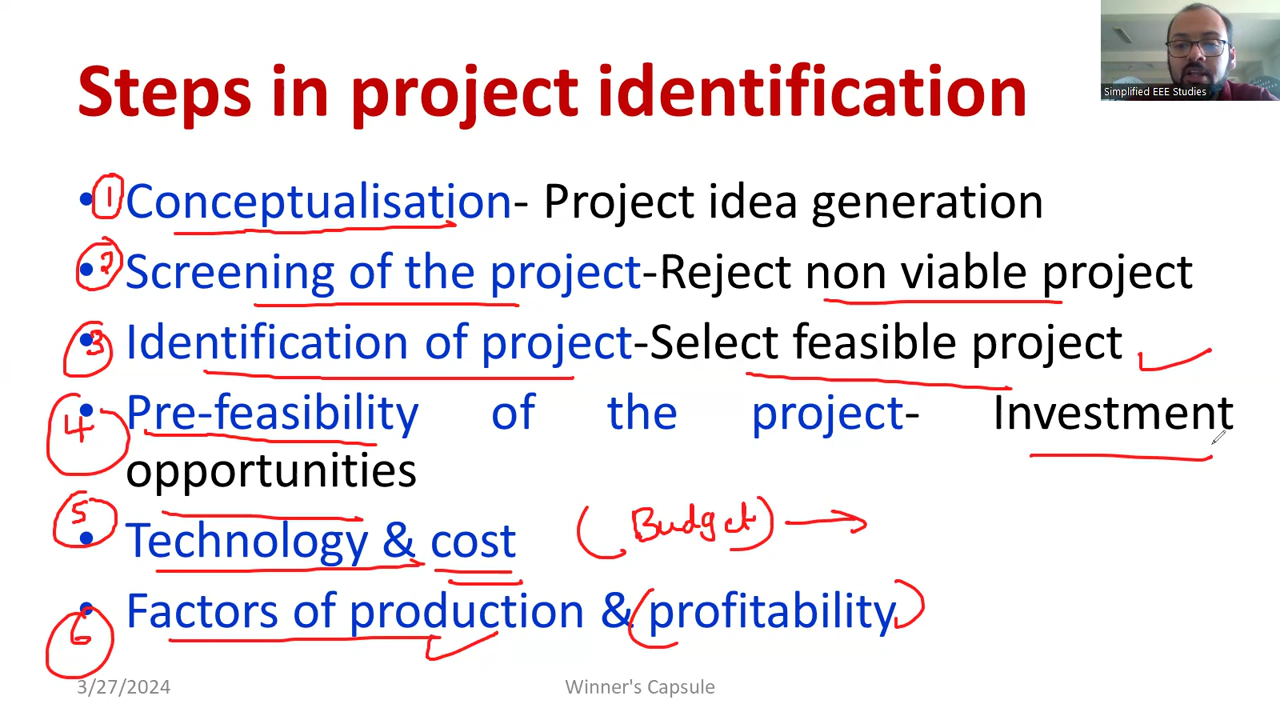 Simplified EEE Studies
Steps in project identification
1 • Conceptualisation- Project idea generation
2 • Screening of the project-Reject non viable project
3 • Identification of project-Select feasible project
4 • Pre-feasibility of the project- Investment
opportunities
5 • Technology & cost (Budget)
6 • Factors of production & profitability
3/27/2024
Winner's Capsule